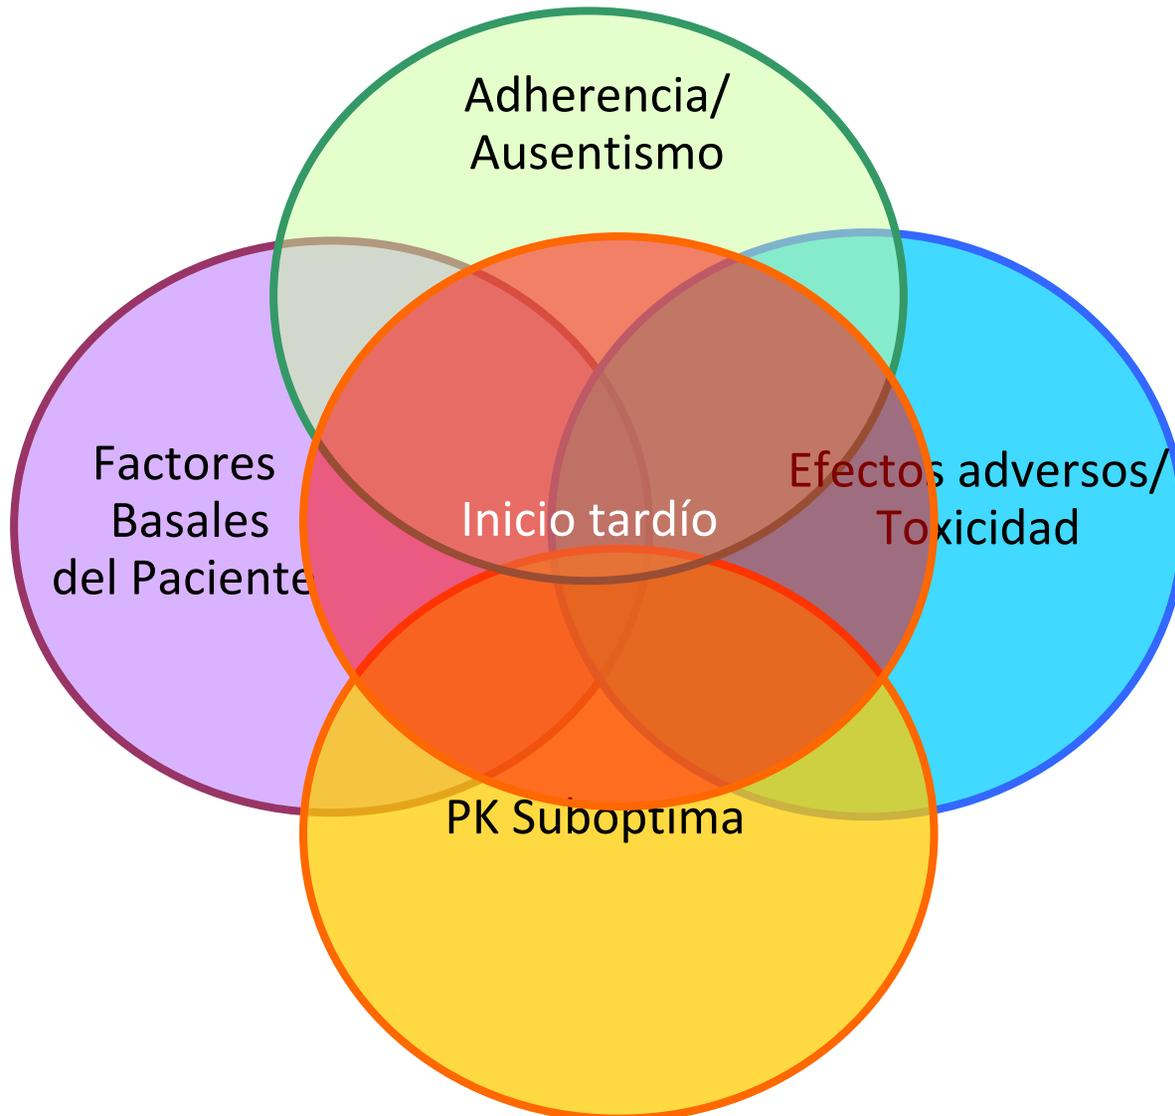 Adherencia/
Ausentismo
Factores
Basales
del Paciente
Inicio tardío
Efectos adversos/
Toxicidad
PK Suboptima